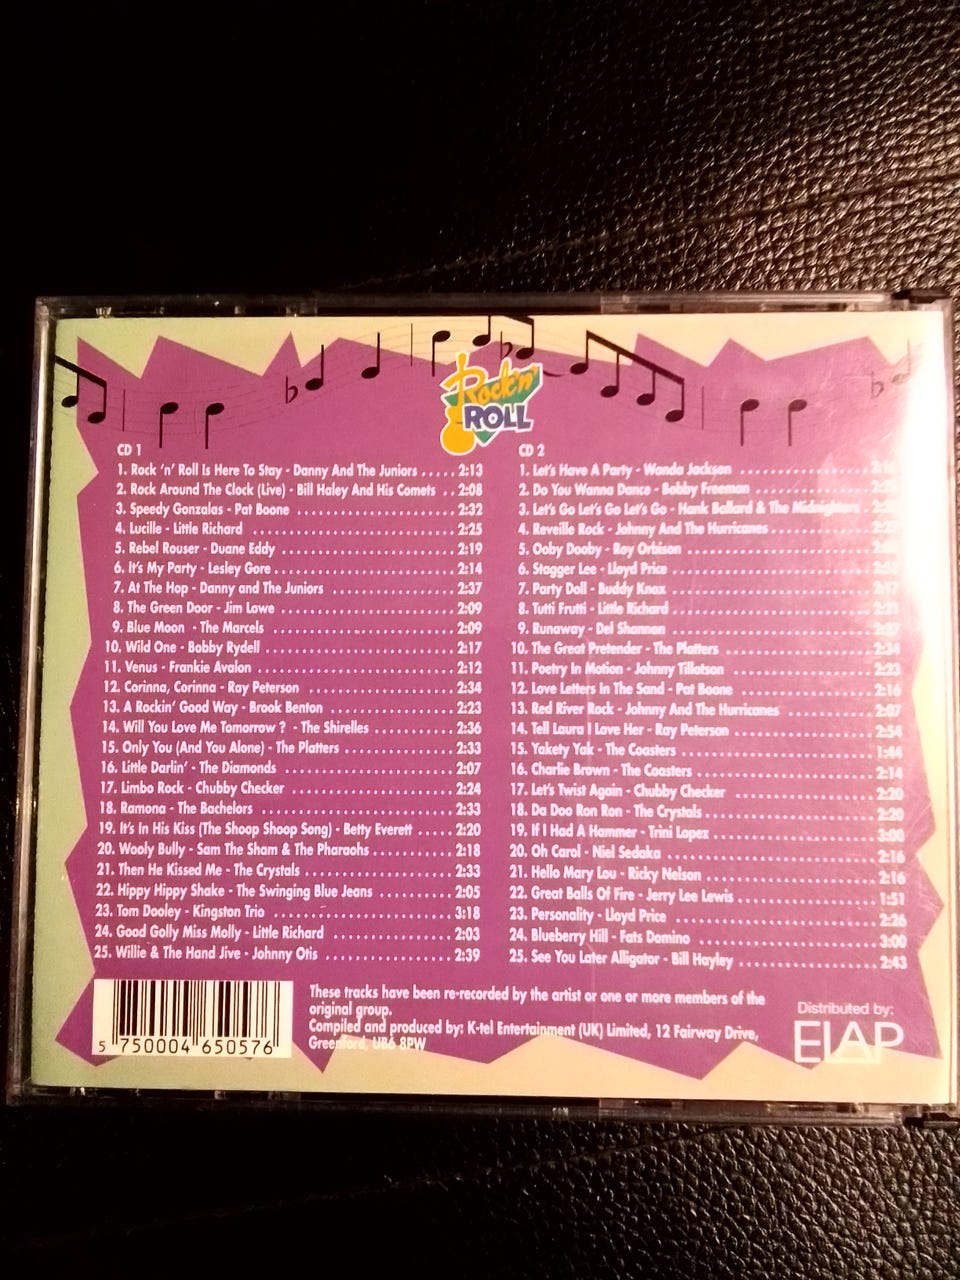 Rock 'n'
ROLL
CD 1
1. Rock 'n' Roll Is Here To Stay - Danny And The Juniors ..... 2:13
2. Rock Around The Clock (Live) - Bill Haley And His Comets .. 2:08
3. Speedy Gonzalas - Pat Boone 2:32
4. Lucille - Little Richard 2:25
5. Rebel Rouser - Duane Eddy 2:19
6. It's My Party - Lesley Gore 2:14
7. At The Hop - Danny and The Juniors 2:37
8. The Green Door - Jim Lowe 2:09
9. Blue Moon - The Marcels 2:09
10. Wild One - Bobby Rydell 2:17
11. Venus - Frankie Avalon 2:12
12. Corinna, Corinna - Ray Peterson 2:34
13. A Rockin' Good Way - Brook Benton 2:23
14. Will You Love Me Tomorrow ? - The Shirelles 2:36
15. Only You (And You Alone) - The Platters 2:33
16. Little Darlin' - The Diamonds 2:07
17. Limbo Rock - Chubby Checker 2:24
18. Ramona - The Bachelors 2:33
19. It's In His Kiss (The Shoop Shoop Song) - Betty Everett 2:20
20. Wooly Bully - Sam The Sham & The Pharaohs 2:18
21. Then He Kissed Me - The Crystals 2:33
22. Hippy Hippy Shake - The Swinging Blue Jeans 2:05
23. Tom Dooley - Kingston Trio 3:18
24. Good Golly Miss Molly - Little Richard 2:03
25. Willie & The Hand Jive - Johnny Otis 2:39
CD 2
1. Let's Have A Party - Wanda Jackson
2. Do You Wanna Dance - Bobby Freeman
3. Let's Go Let's Go Let's Go - Hank Ballard & The Midnighters
4. Reveille Rock - Johnny And The Hurricanes
5. Ooby Dooby - Roy Orbison
6. Stagger Lee - Lloyd Price
7. Party Doll - Buddy Knox
8. Tutti Frutti - Little Richard
9. Runaway - Del Shannon
10. The Great Pretender - The Platters 2:34
11. Poetry In Motion - Johnny Tillotson 2:23
12. Love Letters In The Sand - Pat Boone 2:16
13. Red River Rock - Johnny And The Hurricanes 2:07
14. Tell Laura I Love Her - Ray Peterson 2:54
15. Yakety Yak - The Coasters 1:44
16. Charlie Brown - The Coasters 2:14
17. Let's Twist Again - Chubby Checker 2:20
18. Da Doo Ron Ron - The Crystals 2:20
19. If I Had A Hammer - Trini Lopez 3:00
20. Oh Carol - Niel Sedaka 2:16
21. Hello Mary Lou - Ricky Nelson 2:16
22. Great Balls Of Fire - Jerry Lee Lewis 1:51
23. Personality - Lloyd Price 2:26
24. Blueberry Hill - Fats Domino 3:00
25. See You Later Alligator - Bill Hayley 2:43
5 750004 650576
These tracks have been re-recorded by the artist or one or more members of the
original group.
Compiled and produced by: K-tel Entertainment (UK) Limited, 12 Fairway Drive,
Greenford, UB6 8PW
Distributed by:
ELAP